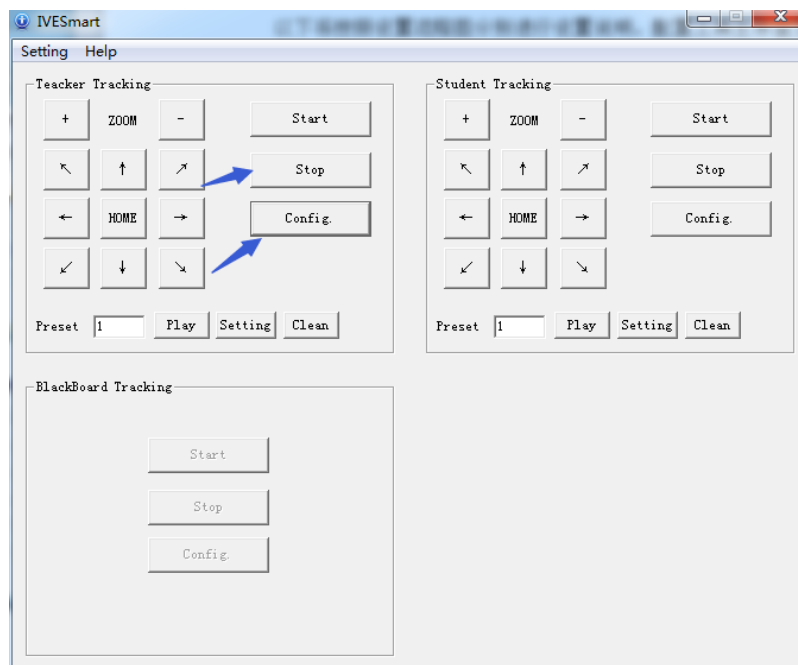 IVESmart
Setting Help
Teacker Tracking
+ ZOOM - Start
↖ ↑ ↗ Stop
← HOME → Config.
↙ ↓ ↘
Preset 1 Play Setting Clean
Student Tracking
+ ZOOM - Start
↖ ↑ ↗ Stop
← HOME → Config.
↙ ↓ ↘
Preset 1 Play Setting Clean
BlackBoard Tracking
Start
Stop
Config.